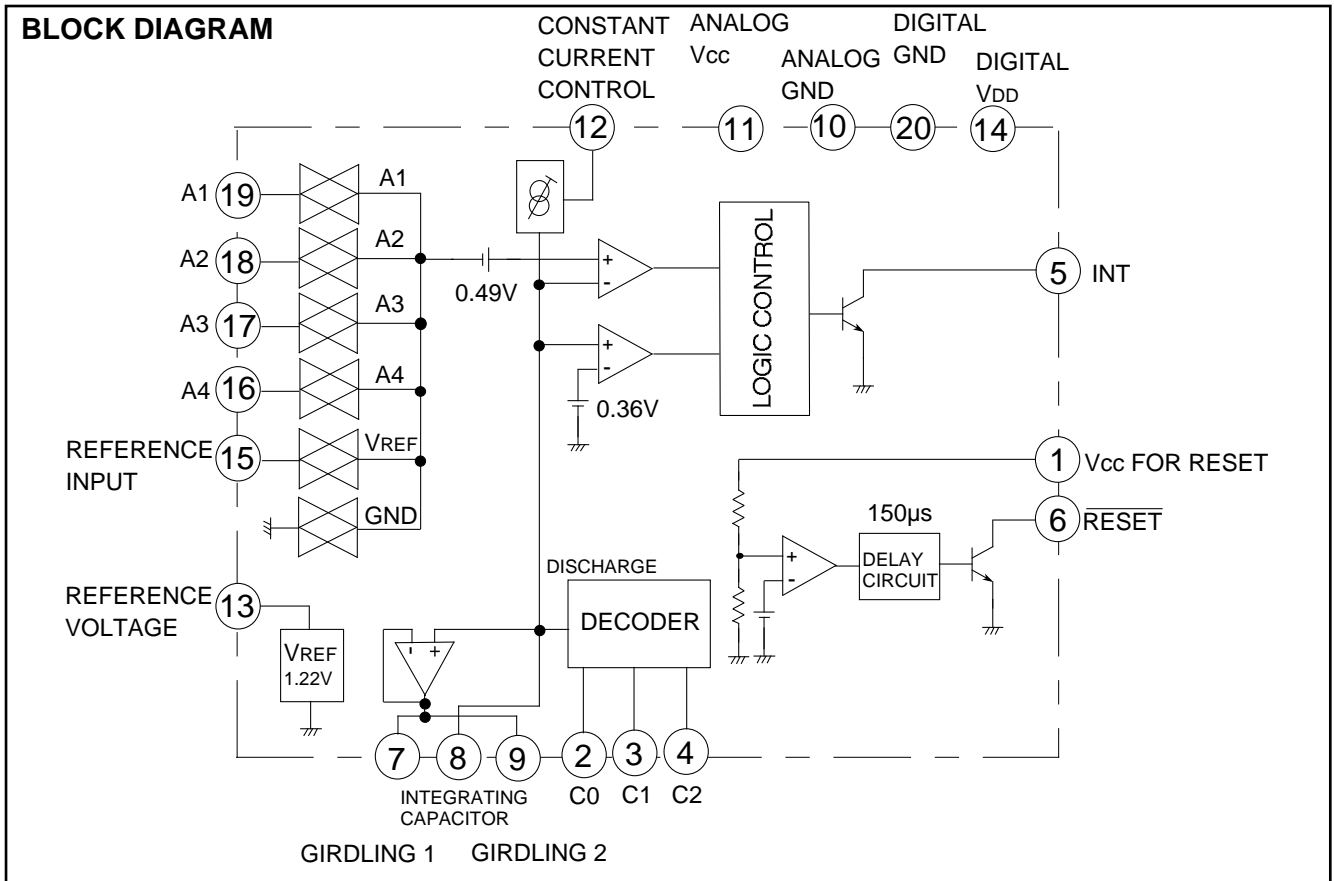 BLOCK DIAGRAM
CONSTANT
CURRENT
CONTROL
ANALOG
Vcc
ANALOG
GND
DIGITAL
GND
DIGITAL
VDD
12
11
10
20
14
A1 19 A1
A2 18 A2
A3 17 A3
A4 16 A4
REFERENCE
INPUT
15
VREF
GND
0.49V
+
-
+
-
0.36V
LOGIC CONTROL
5 INT
1 Vcc FOR RESET
6 RESET
150µs
+
-
DELAY
CIRCUIT
REFERENCE
VOLTAGE
13
VREF
1.22V
- +
DISCHARGE
DECODER
7
8
9
2
3
4
INTEGRATING
CAPACITOR
C0
C1
C2
GIRDLING 1
GIRDLING 2